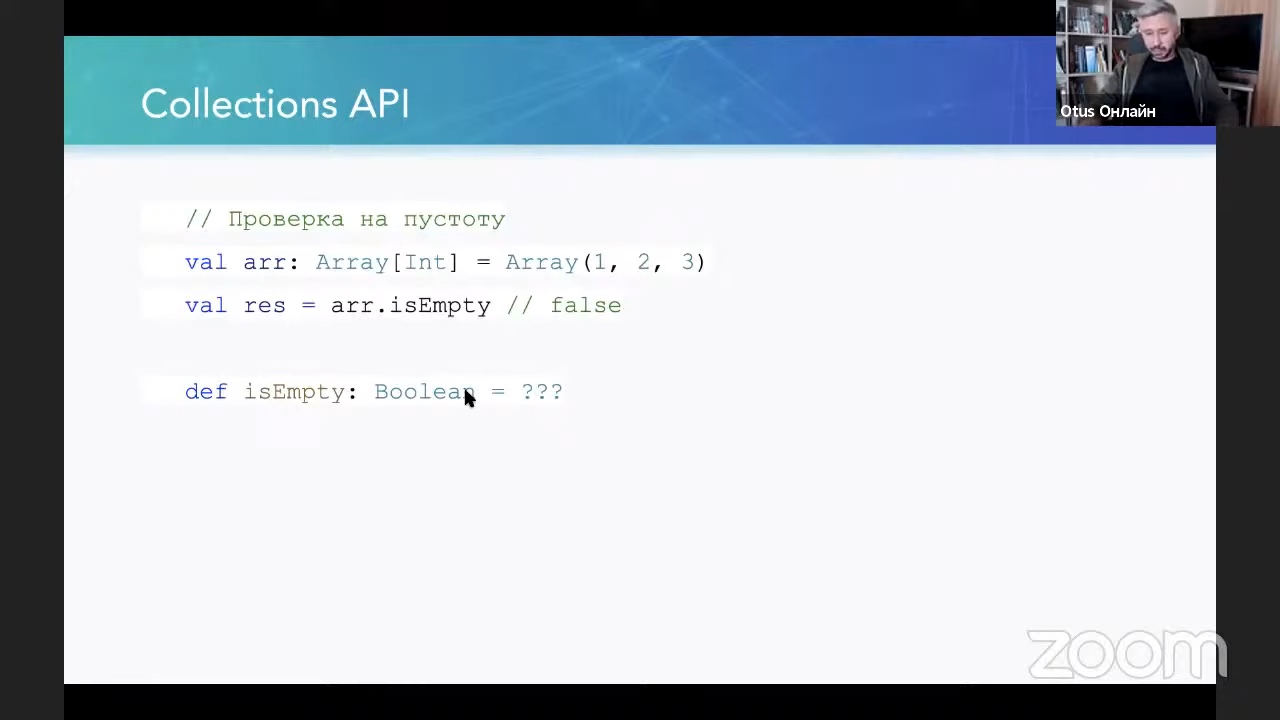 Collections API
Otus Онлайн
// Проверка на пустоту
val arr: Array[Int] = Array(1, 2, 3)
val res = arr.isEmpty // false
def isEmpty: Boolean = ???
zoom